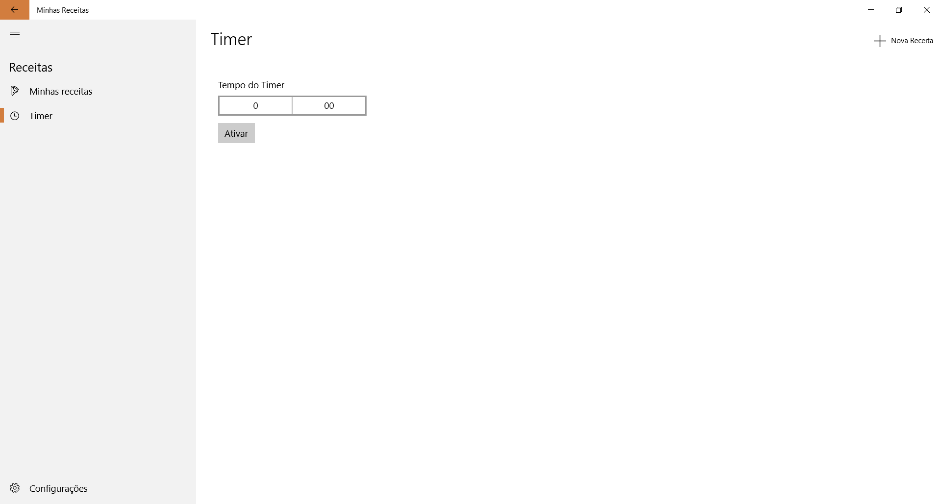 Minhas Receitas
Timer
Nova Receita
Receitas
Minhas receitas
Timer
Tempo do Timer
0 00
Ativar
Configurações